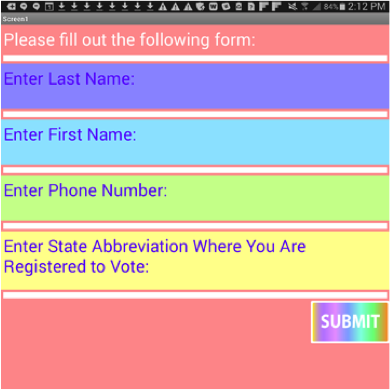 84% 2:12 PM
Screen1
Please fill out the following form:
Enter Last Name:
Enter First Name:
Enter Phone Number:
Enter State Abbreviation Where You Are
Registered to Vote:
SUBMIT